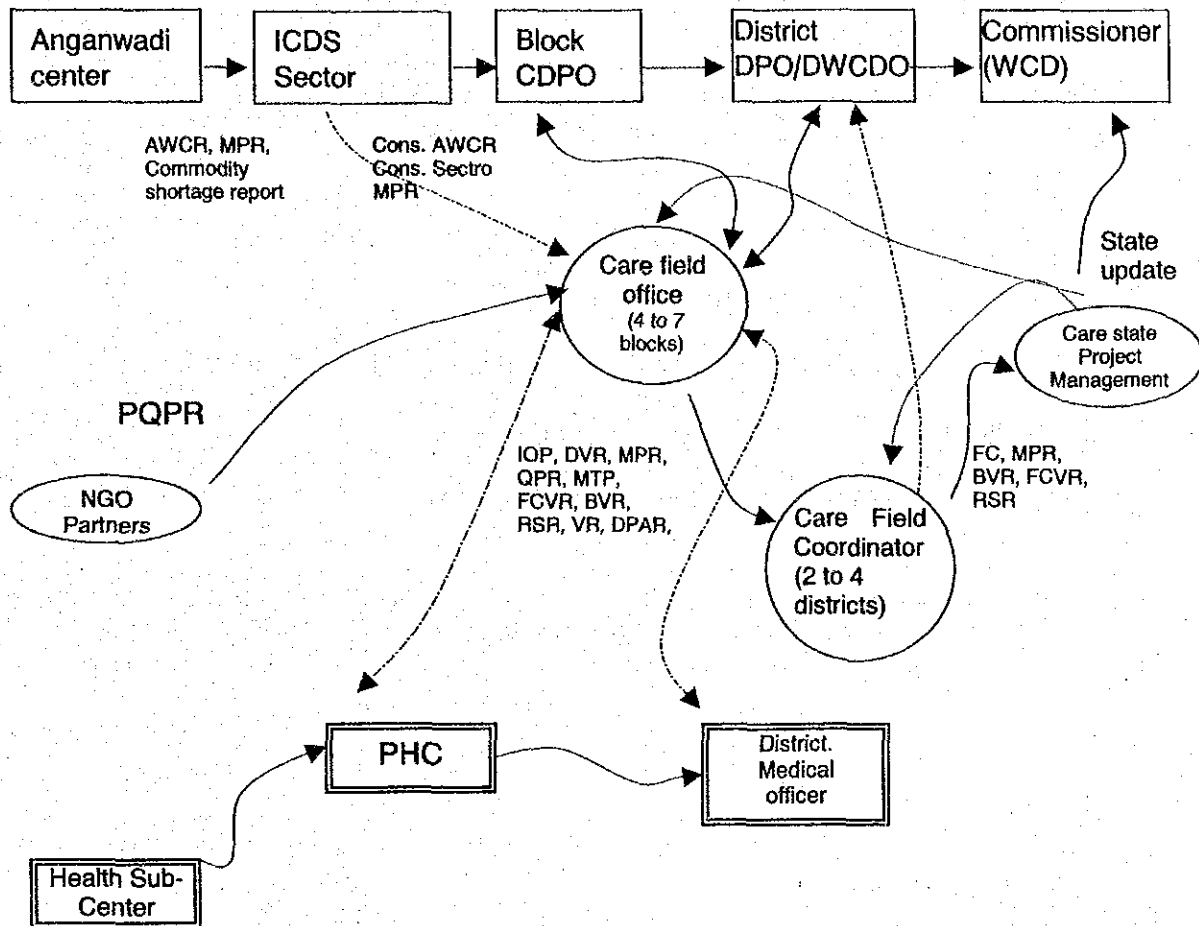 Anganwadi
center
ICDS
Sector
Block
CDPO
District
DPO/DWCDO
Commissioner
(WCD)
AWCR, MPR,
Commodity
shortage report
Cons. AWCR
Cons. Sectro
MPR
Care field
office
(4 to 7
blocks)
State
update
Care state
Project
Management
PQPR
NGO
Partners
IOP, DVR, MPR,
QPR, MTP,
FCVR, BVR,
RSR, VR, DPAR,
FC, MPR,
BVR, FCVR,
RSR
Care Field
Coordinator
(2 to 4
districts)
PHC
District.
Medical
officer
Health Sub-
Center